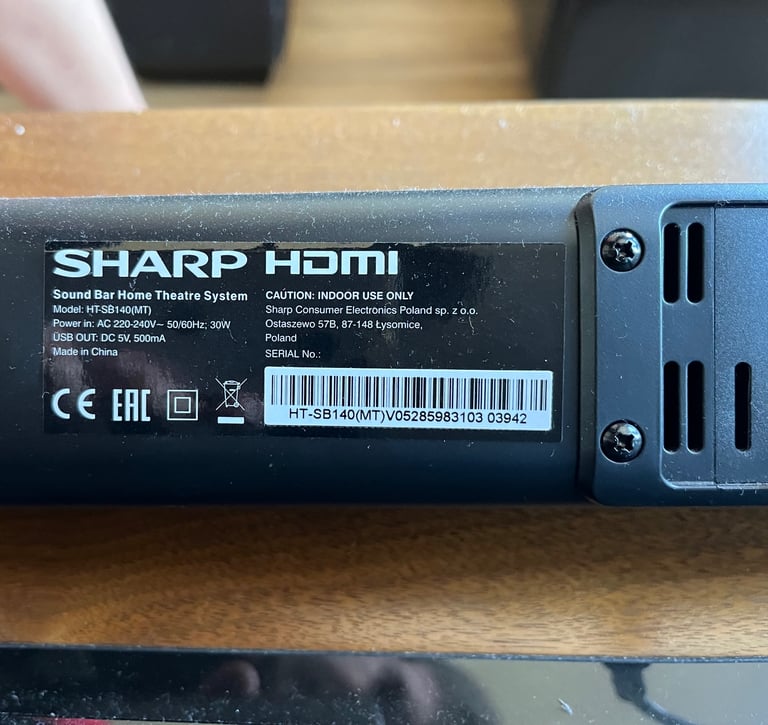 SHARP HDMI
Sound Bar Home Theatre System
Model: HT-SB140(MT)
Power in: AC 220-240V~ 50/60Hz; 30W
USB OUT: DC 5V, 500mA
Made in China
CAUTION: INDOOR USE ONLY
Sharp Consumer Electronics Poland sp. z o.o.
Ostaszewo 57B, 87-148 Łysomice,
Poland
SERIAL No.:
CE EAC
HT-SB140(MT)V05285983103 03942